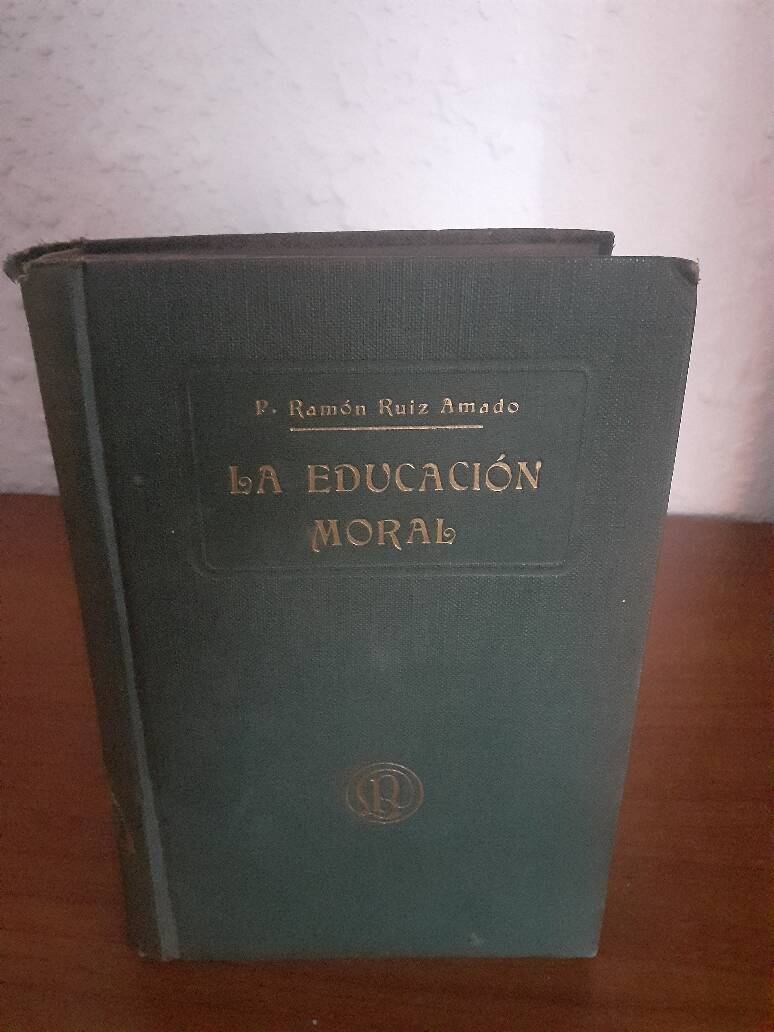 P. Ramón Ruiz Amado
LA EDUCACIÓN
MORAL